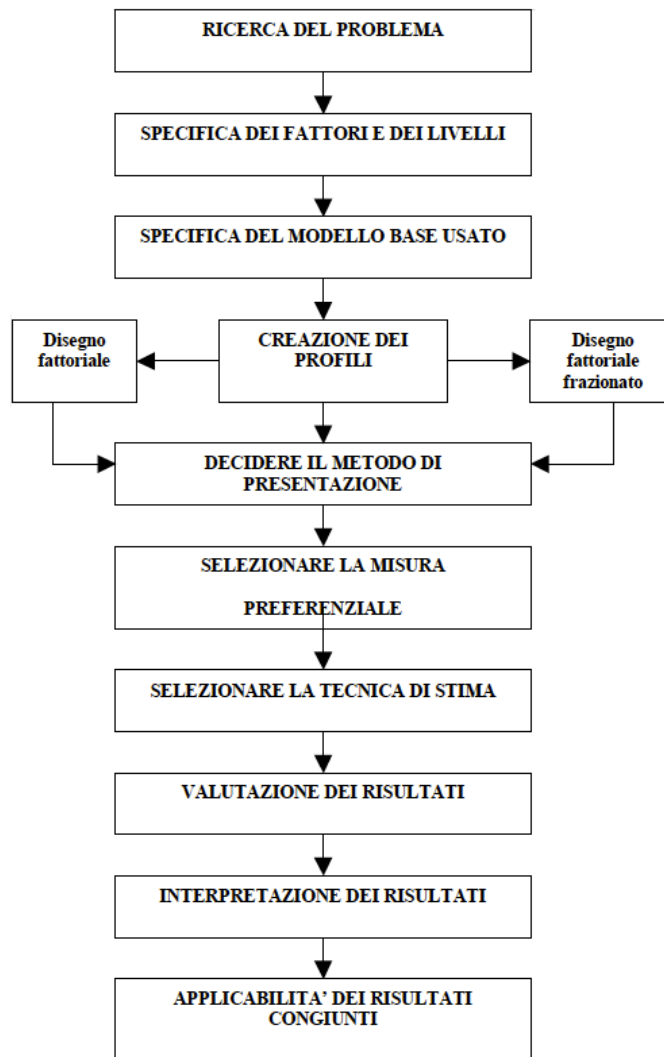 RICERCA DEL PROBLEMA
SPECIFICA DEI FATTORI E DEI LIVELLI
SPECIFICA DEL MODELLO BASE USATO
Disegno
fattoriale
CREAZIONE DEI
PROFILI
Disegno
fattoriale
frazionato
DECIDERE IL METODO DI
PRESENTAZIONE
SELEZIONARE LA MISURA
PREFERENZIALE
SELEZIONARE LA TECNICA DI STIMA
VALUTAZIONE DEI RISULTATI
INTERPRETAZIONE DEI RISULTATI
APPLICABILITA’ DEI RISULTATI
CONGIUNTI